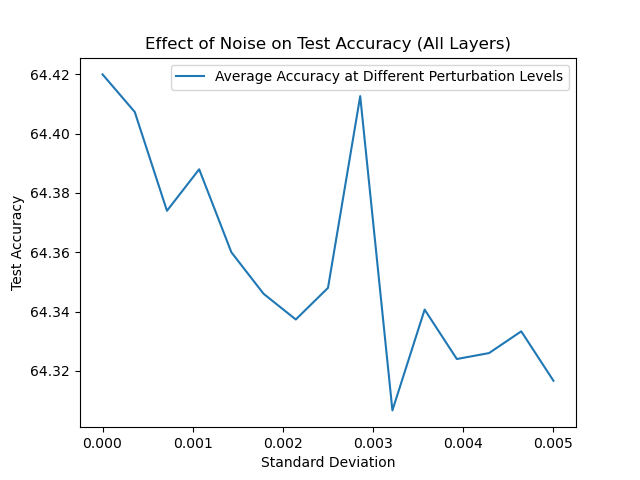 Effect of Noise on Test Accuracy (All Layers)
Average Accuracy at Different Perturbation Levels
Test Accuracy
64.42
64.40
64.38
64.36
64.34
64.32
0.000 0.001 0.002 0.003 0.004 0.005
Standard Deviation